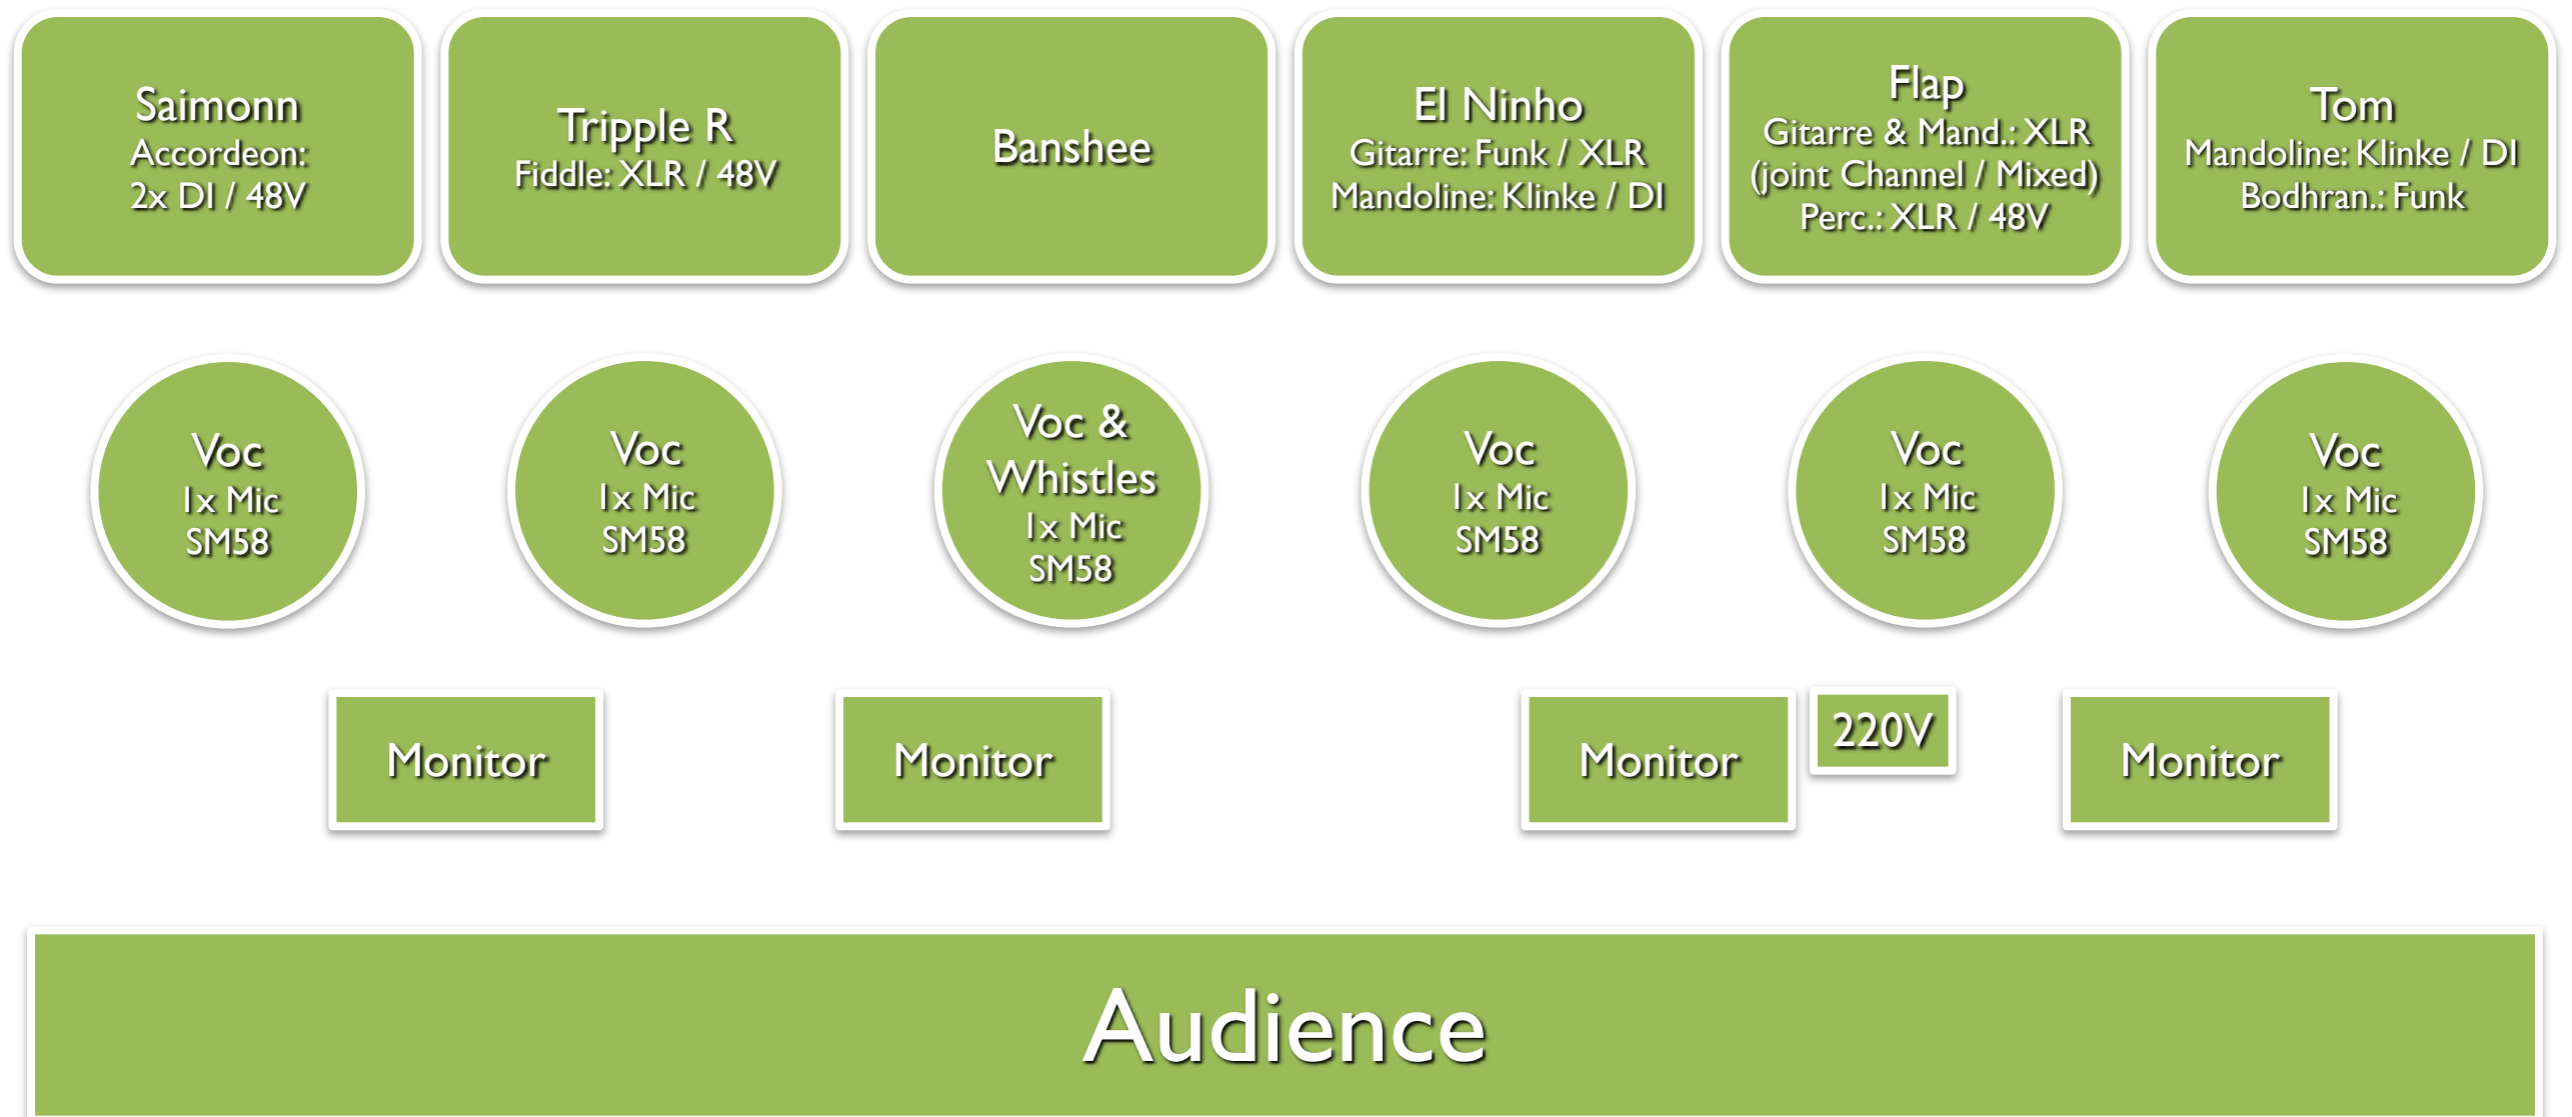 Saimonn
Accordeon:
2x DI / 48V
Tripple R
Fiddle: XLR / 48V
Banshee
El Ninho
Gitarre: Funk / XLR
Mandoline: Klinke / DI
Flap
Gitarre & Mand.: XLR
(joint Channel / Mixed)
Perc.: XLR / 48V
Tom
Mandoline: Klinke / DI
Bodhran.: Funk
Voc
1x Mic
SM58
Voc
1x Mic
SM58
Voc &
Whistles
1x Mic
SM58
Voc
1x Mic
SM58
Voc
1x Mic
SM58
Voc
1x Mic
SM58
Monitor
Monitor
Monitor
220V
Monitor
Audience